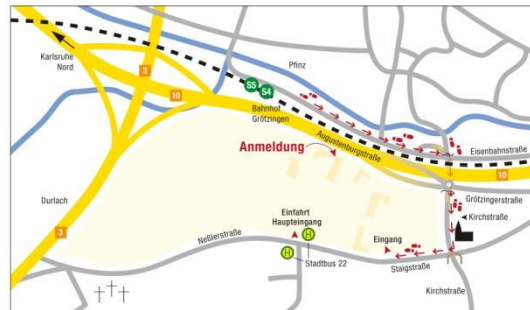 Karlsruhe
Nord
3
Pfinz
S5
S4
10
Bahnhof
Grötzingen
Augustenburgstraße
Eisenbahnstraße
Anmeldung
10
Grötzingerstraße
Durlach
Einfahrt
Haupteingang
Kirchstraße
3
Neßlerstraße
H
Eingang
H
Stadtbus 22
Staigstraße
Kirchstraße